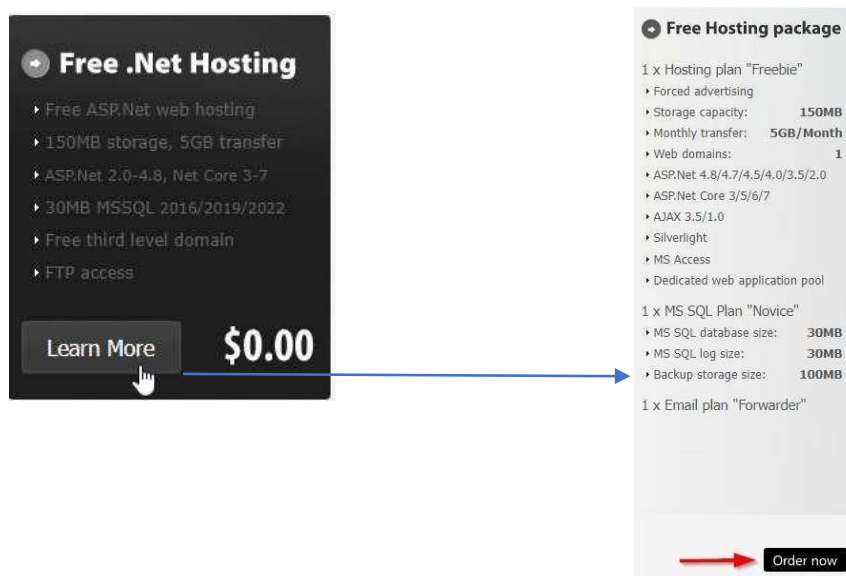 Free .Net Hosting
Free ASP.Net web hosting
150MB storage, 5GB transfer
ASP.Net 2.0-4.8, Net Core 3-7
30MB MSSQL 2016/2019/2022
Free third level domain
FTP access
Learn More
$0.00
Free Hosting package
1 x Hosting plan "Freebie"
Forced advertising
Storage capacity: 150MB
Monthly transfer: 5GB/Month
Web domains: 1
ASP.Net 4.8/4.7/4.5/4.0/3.5/2.0
ASP.Net Core 3/5/6/7
AJAX 3.5/1.0
Silverlight
MS Access
Dedicated web application pool
1 x MS SQL Plan "Novice"
MS SQL database size: 30MB
MS SQL log size: 30MB
Backup storage size: 100MB
1 x Email plan "Forwarder"
Order now